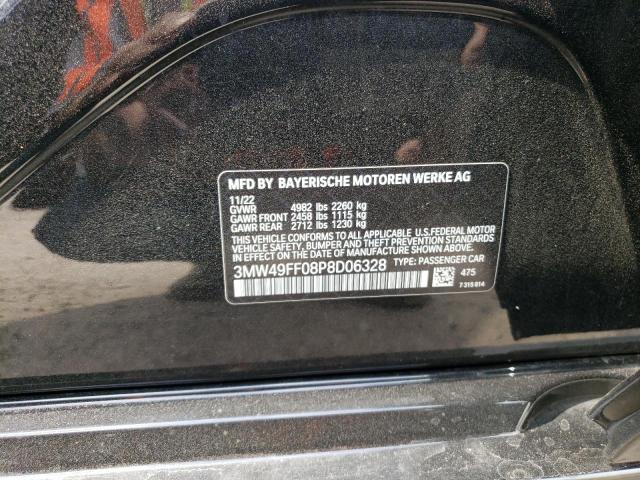 MFD BY BAYERISCHE MOTOREN WERKE AG
11/22
GVWR 4982 lbs 2260 kg
GAWR FRONT 2458 lbs 1115 kg
GAWR REAR 2712 lbs 1230 kg
THIS VEHICLE CONFORMS TO ALL APPLICABLE U.S.FEDERAL MOTOR
VEHICLE SAFETY, BUMPER, AND THEFT PREVENTION STANDARDS IN
EFFECT ON THE DATE OF MANUFACTURE SHOWN ABOVE.
3MW49FF08P8D06328 TYPE: PASSENGER CAR
475
7 315 814